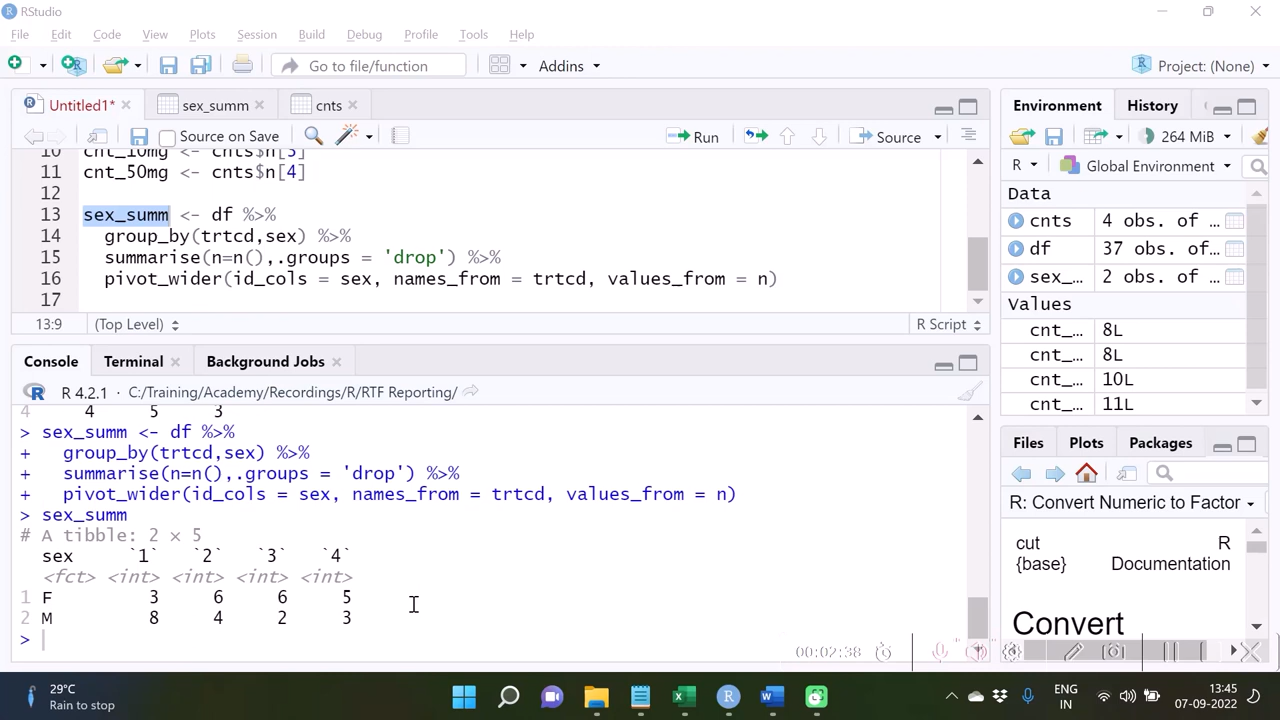 RStudio
File Edit Code View Plots Session Build Debug Profile Tools Help
Go to file/function Addins Project: (None)
Untitled1* sex_summ cnts
Source on Save Run Source
10 cnt_10mg <- cnts$n[3]
11 cnt_50mg <- cnts$n[4]
12
13 sex_summ <- df %>%
14 group_by(trtcd,sex) %>%
15 summarise(n=n(),.groups = 'drop') %>%
16 pivot_wider(id_cols = sex, names_from = trtcd, values_from = n)
17
13:9 (Top Level) R Script
Console Terminal Background Jobs
R 4.2.1 · C:/Training/Academy/Recordings/R/RTF Reporting/
4 4 5 3
> sex_summ <- df %>%
+ group_by(trtcd,sex) %>%
+ summarise(n=n(),.groups = 'drop') %>%
+ pivot_wider(id_cols = sex, names_from = trtcd, values_from = n)
> sex_summ
# A tibble: 2 × 5
sex `1` `2` `3` `4`
<fct> <int> <int> <int> <int>
1 F 3 6 6 5
2 M 8 4 2 3
>
Environment History
264 MiB
R Global Environment
Data
cnts 4 obs. of …
df 37 obs. of …
sex_… 2 obs. of …
Values
cnt_… 8L
cnt_… 8L
cnt_… 10L
cnt_… 11L
Files Plots Packages
R: Convert Numeric to Factor
cut R
{base} Documentation
Convert
00:02:38
29°C
Rain to stop
ENG
IN
13:45
07-09-2022